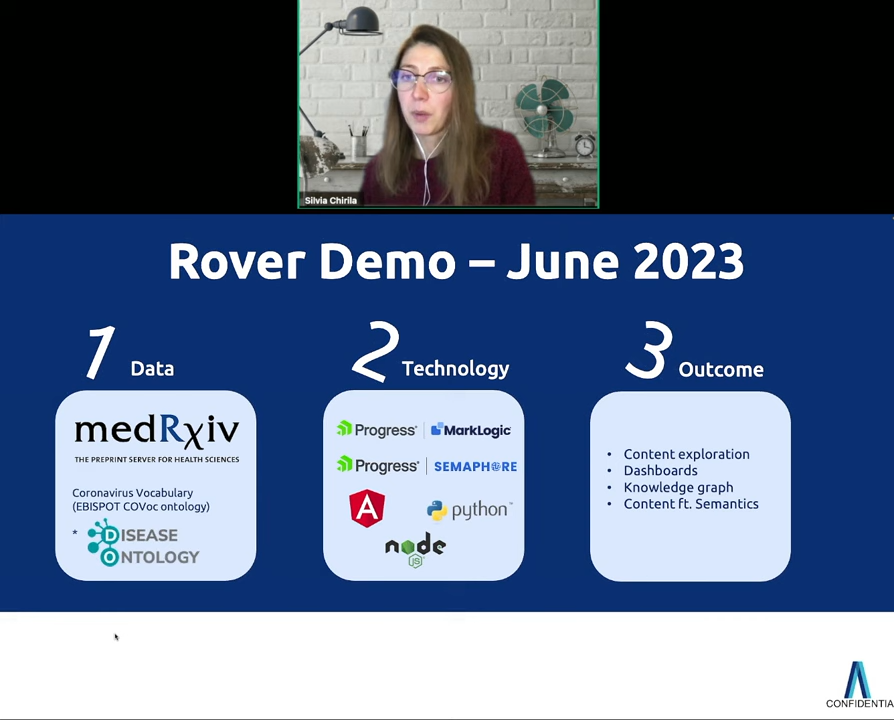 Silvia Chirila
Rover Demo – June 2023
1 Data
medRχiv
THE PREPRINT SERVER FOR HEALTH SCIENCES
Coronavirus Vocabulary
(EBISPOT COVoc ontology)
* DISEASE
ONTOLOGY
2 Technology
Progress® | MarkLogic®
Progress® | SEMAPHORE
A python™
node
JS
3 Outcome
• Content exploration
• Dashboards
• Knowledge graph
• Content ft. Semantics
CONFIDENTIA